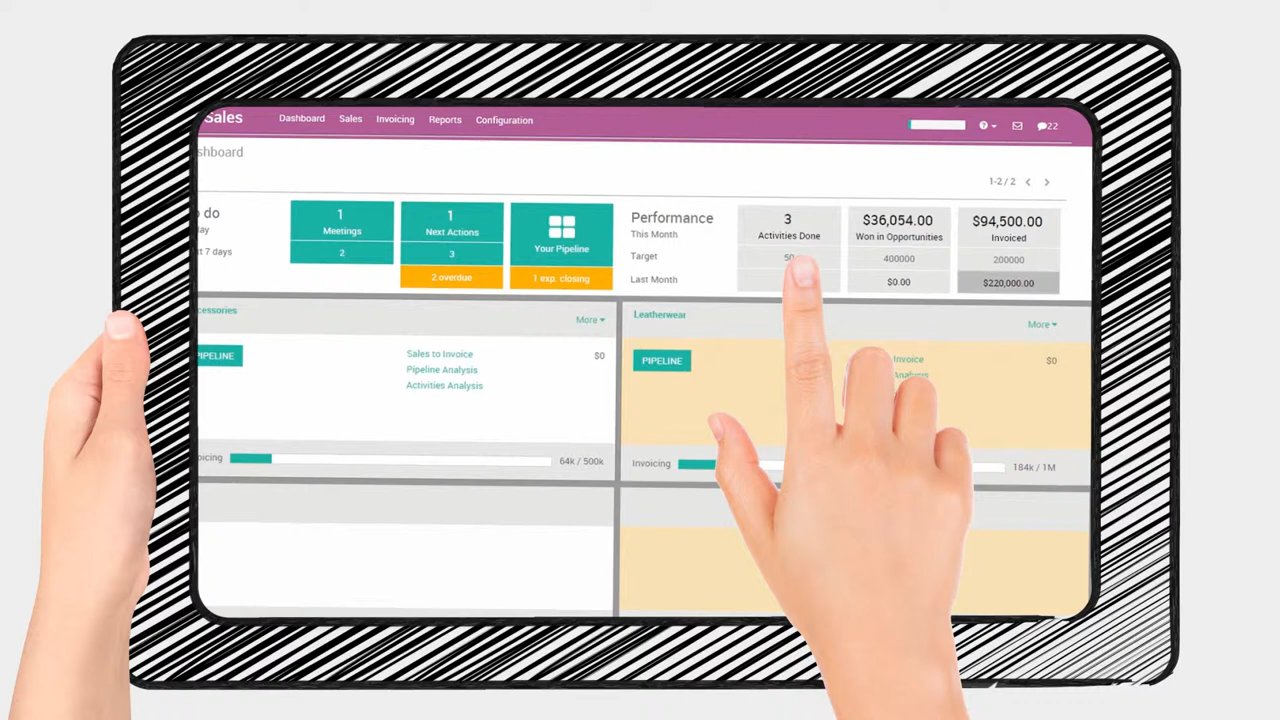 Sales Dashboard Sales Invoicing Reports Configuration 22
shboard
1-2 / 2
do
lay
t 7 days
1
Meetings
2
1
Next Actions
3
2 overdue
Your Pipeline
1 exp. closing
Performance
This Month
Target
Last Month
3
Activities Done
50
$36,054.00
Won in Opportunities
400000
$0.00
$94,500.00
Invoiced
200000
$220,000.00
cessories
More
PIPELINE
Sales to Invoice $0
Pipeline Analysis
Activities Analysis
oicing 64k / 500k
Leatherwear
More
PIPELINE
Invoice $0
Analysis
Invoicing 184k / 1M